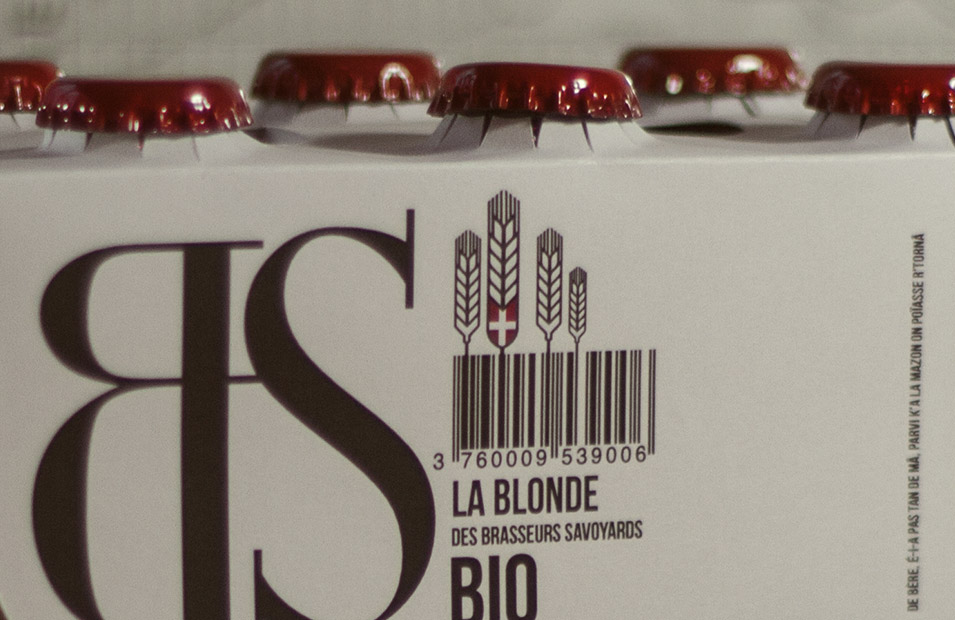 BS
3 760009 539006
LA BLONDE
DES BRASSEURS SAVOYARDS
BIO
DE BÈRE, É-I-A PAS TAN DE MÂ, PARVI K'A LA MAZON ON POÏASSE R'TORNÂ